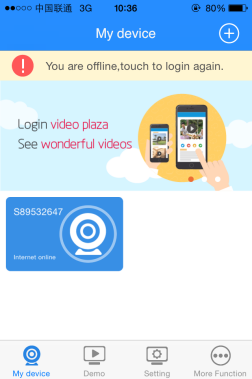 中国联通 3G 10:36 80%
My device
You are offline,touch to login again.
Login video plaza
See wonderful videos
S89532647
Internet online
My device Demo Setting More Function